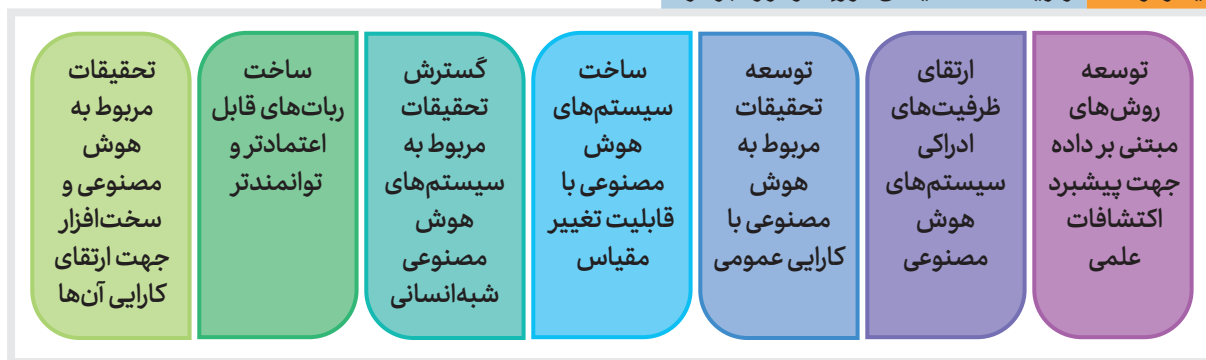 توسعه
روش‌های
مبتنی بر داده
جهت پیشبرد
اکتشافات
علمی
ارتقای
ظرفیت‌های
ادراکی
سیستم‌های
هوش
مصنوعی
توسعه
تحقیقات
مربوط به
هوش
مصنوعی با
کارایی عمومی
ساخت
سیستم‌های
هوش
مصنوعی با
قابلیت تغییر
مقیاس
گسترش
تحقیقات
مربوط به
سیستم‌های
هوش
مصنوعی
شبه‌انسانی
ساخت
ربات‌های قابل
اعتمادتر و
توانمندتر
تحقیقات
مربوط به
هوش
مصنوعی و
سخت‌افزار
جهت ارتقای
کارایی آن‌ها